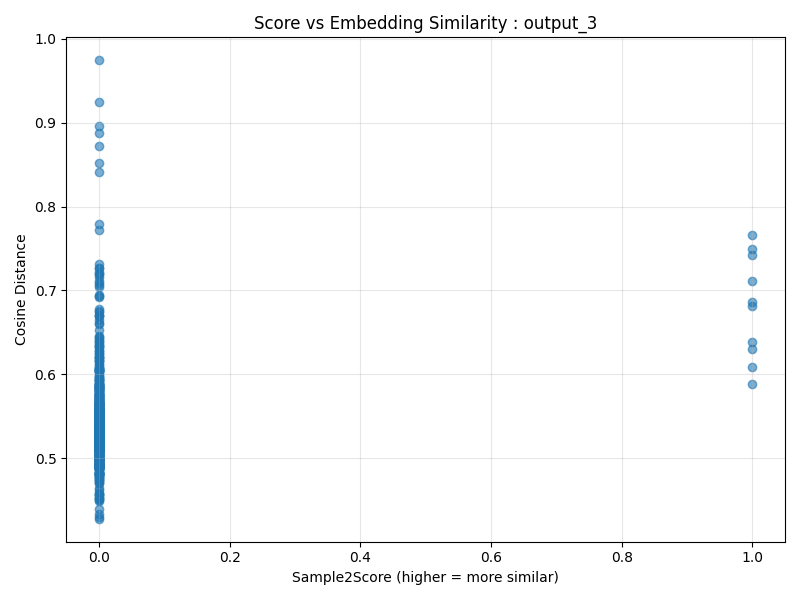 Score vs Embedding Similarity : output_3
1.0
0.9
0.8
0.7
0.6
0.5
Cosine Distance
0.0 0.2 0.4 0.6 0.8 1.0
Sample2Score (higher = more similar)